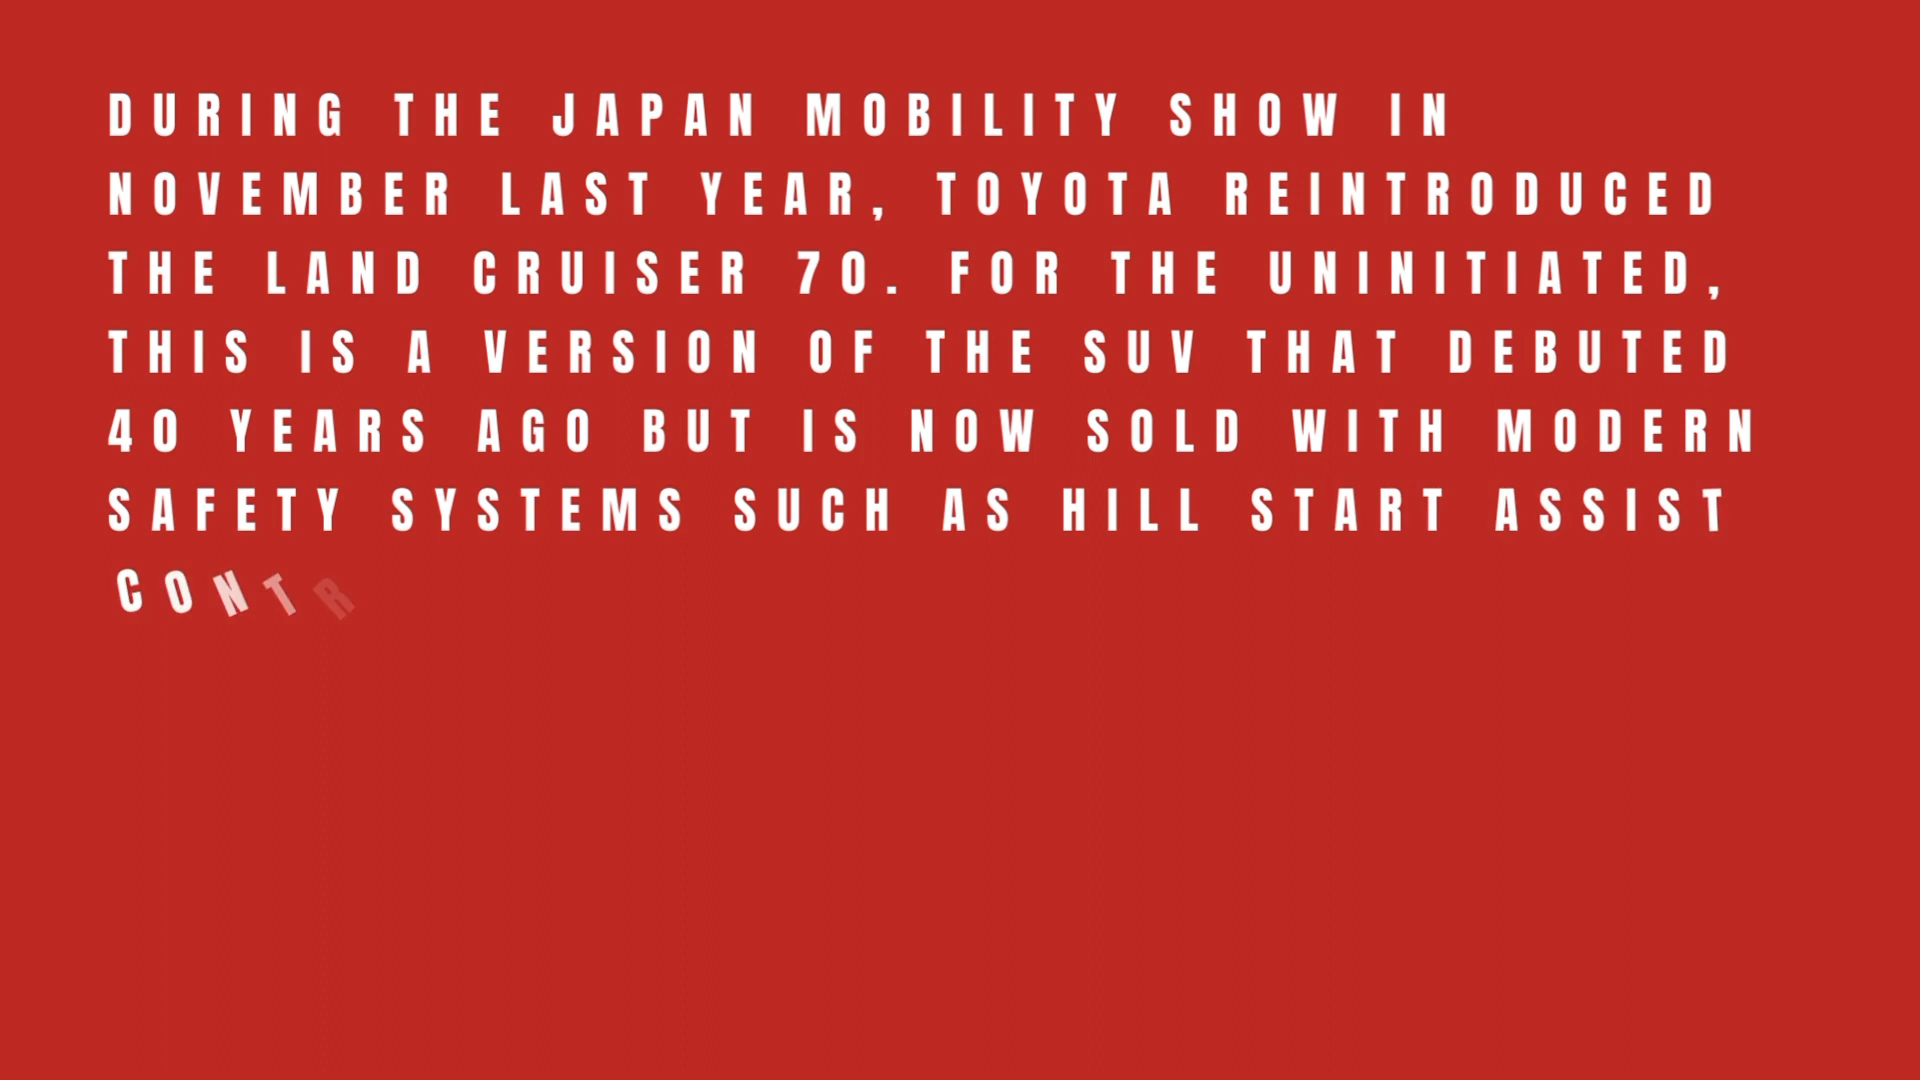 DURING THE JAPAN MOBILITY SHOW IN
NOVEMBER LAST YEAR, TOYOTA REINTRODUCED
THE LAND CRUISER 70. FOR THE UNINITIATED,
THIS IS A VERSION OF THE SUV THAT DEBUTED
40 YEARS AGO BUT IS NOW SOLD WITH MODERN
SAFETY SYSTEMS SUCH AS HILL START ASSIST
CONTR